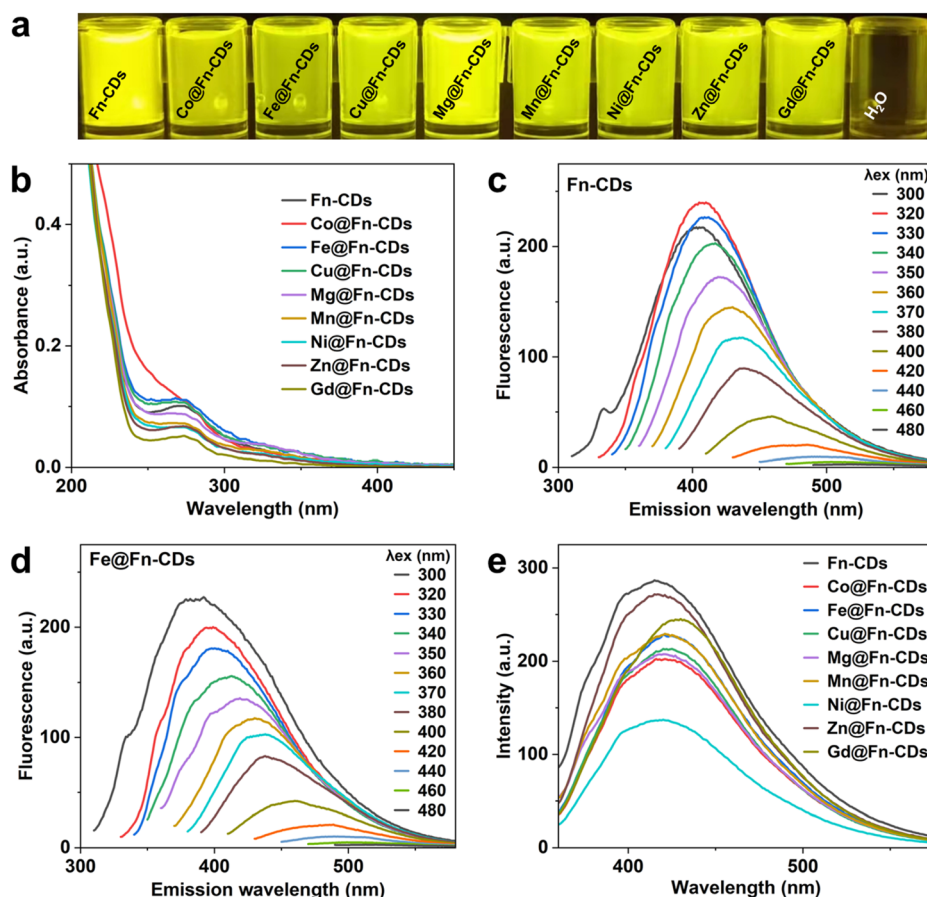 a
Fn-CDs
Co@Fn-CDs
Fe@Fn-CDs
Cu@Fn-CDs
Mg@Fn-CDs
Mn@Fn-CDs
Ni@Fn-CDs
Zn@Fn-CDs
Gd@Fn-CDs
H₂O
b
Absorbance (a.u.)
0.4
0.2
0.0
200
300
400
Wavelength (nm)
Fn-CDs
Co@Fn-CDs
Fe@Fn-CDs
Cu@Fn-CDs
Mg@Fn-CDs
Mn@Fn-CDs
Ni@Fn-CDs
Zn@Fn-CDs
Gd@Fn-CDs
c
Fn-CDs
Fluorescence (a.u.)
200
100
0
300
400
500
Emission wavelength (nm)
λex (nm)
300
320
330
340
350
360
370
380
400
420
440
460
480
d
Fe@Fn-CDs
Fluorescence (a.u.)
200
100
0
300
400
500
Emission wavelength (nm)
λex (nm)
300
320
330
340
350
360
370
380
400
420
440
460
480
e
Intensity (a.u.)
300
200
100
0
400
500
Wavelength (nm)
Fn-CDs
Co@Fn-CDs
Fe@Fn-CDs
Cu@Fn-CDs
Mg@Fn-CDs
Mn@Fn-CDs
Ni@Fn-CDs
Zn@Fn-CDs
Gd@Fn-CDs